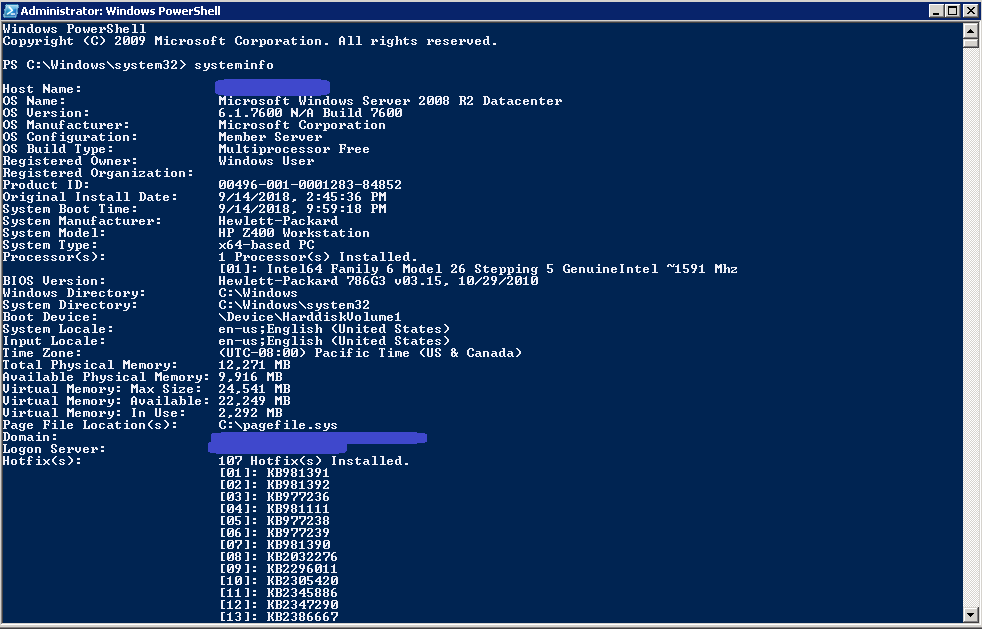 Administrator: Windows PowerShell
Windows PowerShell
Copyright (C) 2009 Microsoft Corporation. All rights reserved.
PS C:\Windows\system32> systeminfo
Host Name:
OS Name: Microsoft Windows Server 2008 R2 Datacenter
OS Version: 6.1.7600 N/A Build 7600
OS Manufacturer: Microsoft Corporation
OS Configuration: Member Server
OS Build Type: Multiprocessor Free
Registered Owner: Windows User
Registered Organization:
Product ID: 00496-001-0001283-84852
Original Install Date: 9/14/2018, 2:45:36 PM
System Boot Time: 9/14/2018, 9:59:18 PM
System Manufacturer: Hewlett-Packard
System Model: HP Z400 Workstation
System Type: x64-based PC
Processor(s): 1 Processor(s) Installed.
[01]: Intel64 Family 6 Model 26 Stepping 5 GenuineIntel ~1591 Mhz
BIOS Version: Hewlett-Packard 786G3 v03.15, 10/29/2010
Windows Directory: C:\Windows
System Directory: C:\Windows\system32
Boot Device: \Device\HarddiskVolume1
System Locale: en-us;English (United States)
Input Locale: en-us;English (United States)
Time Zone: (UTC-08:00) Pacific Time (US & Canada)
Total Physical Memory: 12,271 MB
Available Physical Memory: 9,916 MB
Virtual Memory: Max Size: 24,541 MB
Virtual Memory: Available: 22,249 MB
Virtual Memory: In Use: 2,292 MB
Page File Location(s): C:\pagefile.sys
Domain:
Logon Server:
Hotfix(s): 107 Hotfix(s) Installed.
[01]: KB981391
[02]: KB981392
[03]: KB977236
[04]: KB981111
[05]: KB977238
[06]: KB977239
[07]: KB981390
[08]: KB2032276
[09]: KB2296011
[10]: KB2305420
[11]: KB2345886
[12]: KB2347290
[13]: KB2386667